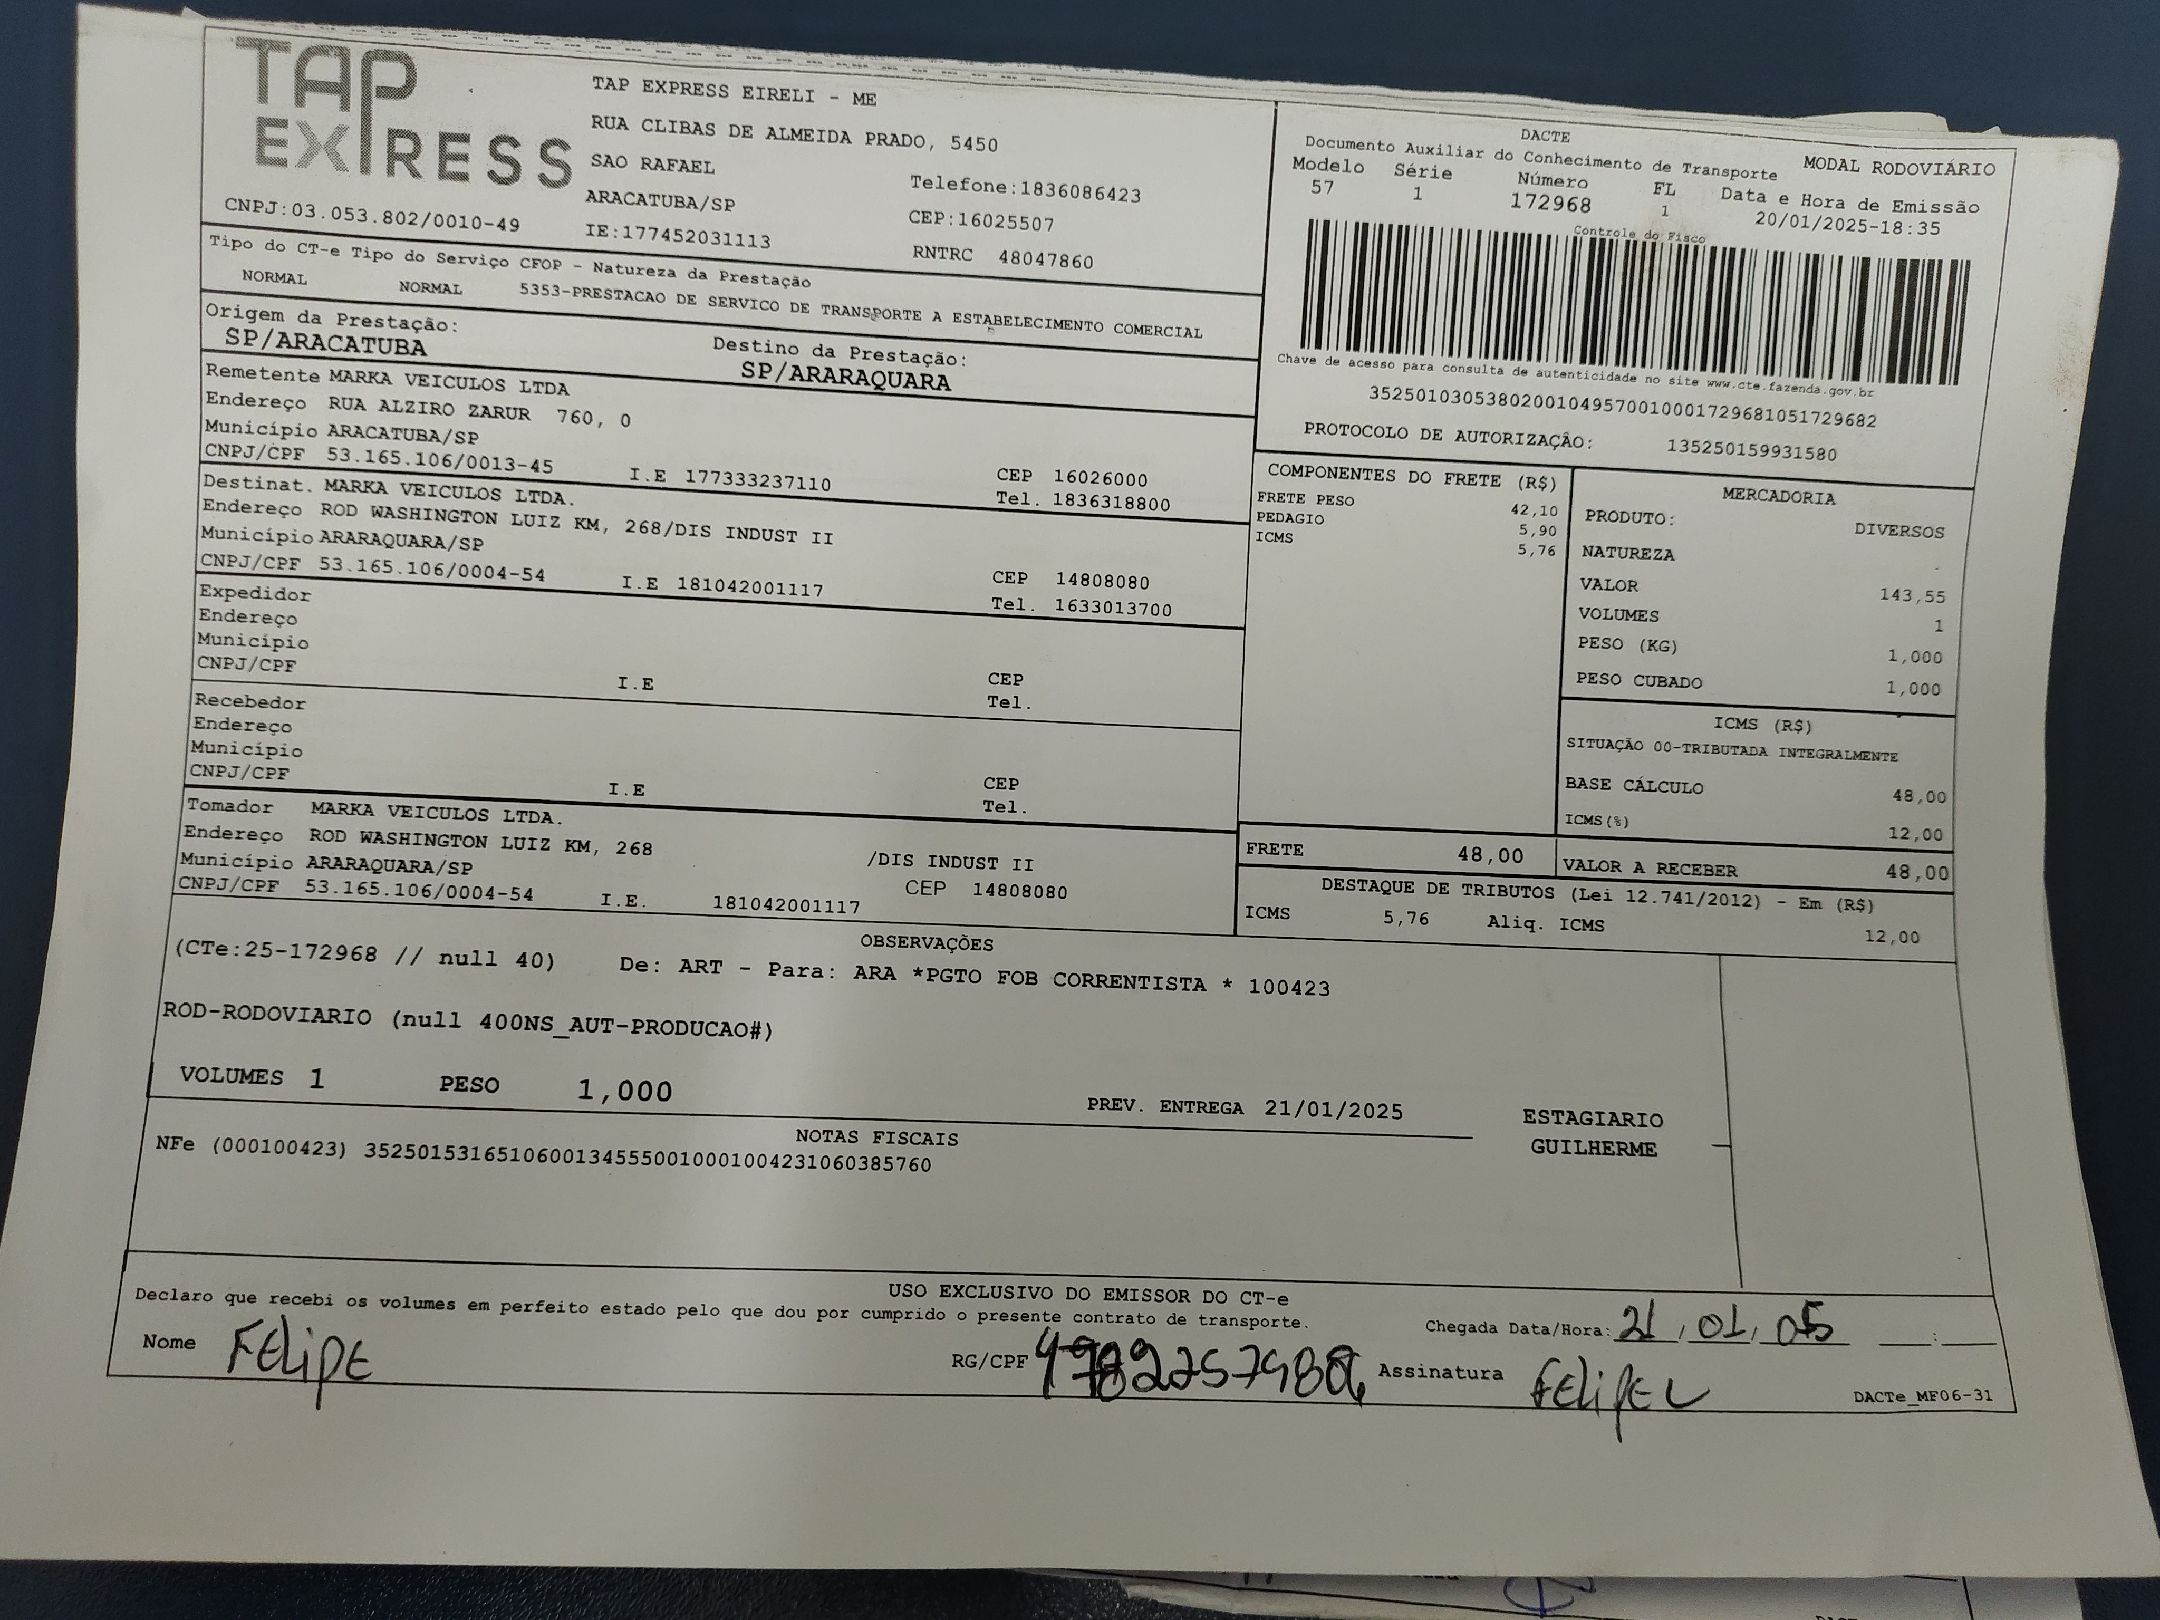 TAP EXPRESS
TAP EXPRESS EIRELI - ME
RUA CLIBAS DE ALMEIDA PRADO, 5450
SAO RAFAEL
Telefone:1836086423
ARACATUBA/SP
CEP:16025507
CNPJ:03.053.802/0010-49
IE:177452031113
RNTRC 48047860
DACTE
Documento Auxiliar do Conhecimento de Transporte
MODAL RODOVIÁRIO
Modelo Série Número FL Data e Hora de Emissão
57 1 172968 1 20/01/2025-18:35
Controle do Fisco
Chave de acesso para consulta de autenticidade no site www.cte.fazenda.gov.br
35250103053802001049570010001729681051729682
PROTOCOLO DE AUTORIZAÇÃO: 135250159931580
Tipo do CT-e Tipo do Serviço CFOP - Natureza da Prestação
NORMAL NORMAL 5353-PRESTACAO DE SERVICO DE TRANSPORTE A ESTABELECIMENTO COMERCIAL
Origem da Prestação: Destino da Prestação:
SP/ARACATUBA SP/ARARAQUARA
Remetente MARKA VEICULOS LTDA
Endereço RUA ALZIRO ZARUR 760, 0
Município ARACATUBA/SP CEP 16026000
CNPJ/CPF 53.165.106/0013-45 I.E 177333237110 Tel. 1836318800
Destinat. MARKA VEICULOS LTDA.
Endereço ROD WASHINGTON LUIZ KM, 268/DIS INDUST II
Município ARARAQUARA/SP CEP 14808080
CNPJ/CPF 53.165.106/0004-54 I.E 181042001117 Tel. 1633013700
Expedidor
Endereço
Município CEP
CNPJ/CPF I.E Tel.
Recebedor
Endereço
Município CEP
CNPJ/CPF I.E Tel.
Tomador MARKA VEICULOS LTDA.
Endereço ROD WASHINGTON LUIZ KM, 268 /DIS INDUST II
Município ARARAQUARA/SP CEP 14808080
CNPJ/CPF 53.165.106/0004-54 I.E. 181042001117
COMPONENTES DO FRETE (R$)
FRETE PESO 42,10
PEDAGIO 5,90
ICMS 5,76
MERCADORIA
PRODUTO: DIVERSOS
NATUREZA .
VALOR 143,55
VOLUMES 1
PESO (KG) 1,000
PESO CUBADO 1,000
ICMS (R$)
SITUAÇÃO 00-TRIBUTADA INTEGRALMENTE
BASE CÁLCULO 48,00
ICMS(%) 12,00
FRETE 48,00 VALOR A RECEBER 48,00
DESTAQUE DE TRIBUTOS (Lei 12.741/2012) - Em (R$)
ICMS 5,76 Aliq. ICMS 12,00
OBSERVAÇÕES
(CTe:25-172968 // null 40) De: ART - Para: ARA *PGTO FOB CORRENTISTA * 100423
ROD-RODOVIARIO (null 400NS_AUT-PRODUCAO#)
VOLUMES 1 PESO 1,000 PREV. ENTREGA 21/01/2025
ESTAGIARIO
GUILHERME
NOTAS FISCAIS
NFe (000100423) 35250153165106001345550010001004231060385760
USO EXCLUSIVO DO EMISSOR DO CT-e
Declaro que recebi os volumes em perfeito estado pelo que dou por cumprido o presente contrato de transporte.
Chegada Data/Hora: 21,01,05 :
Nome FELIPE RG/CPF Assinatura FELIPE L
DACTe_MF06-31